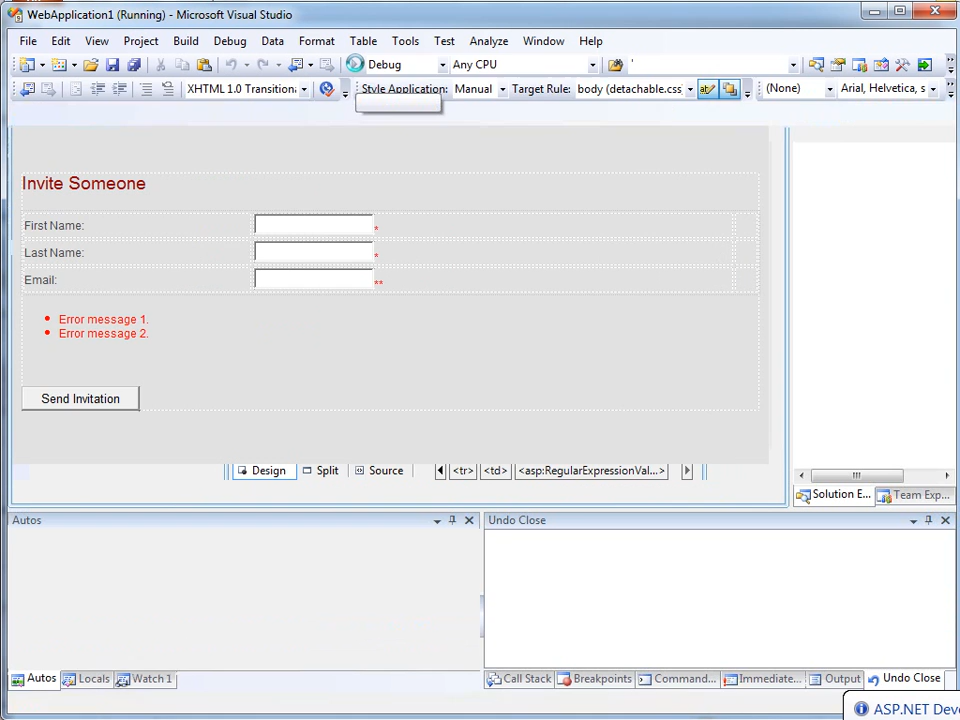 WebApplication1 (Running) - Microsoft Visual Studio
File Edit View Project Build Debug Data Format Table Tools Test Analyze Window Help
Debug Any CPU '
XHTML 1.0 Transition Style Application: Manual Target Rule: body (detachable.css) (None) Arial, Helvetica, s
Invite Someone
First Name: *
Last Name: *
Email: **
Error message 1.
Error message 2.
Send Invitation
Design Split Source <tr> <td> <asp:RegularExpressionVal...>
Solution E... Team Exp...
Autos Undo Close
Autos Locals Watch 1 Call Stack Breakpoints Command... Immediate... Output Undo Close
ASP.NET Deve